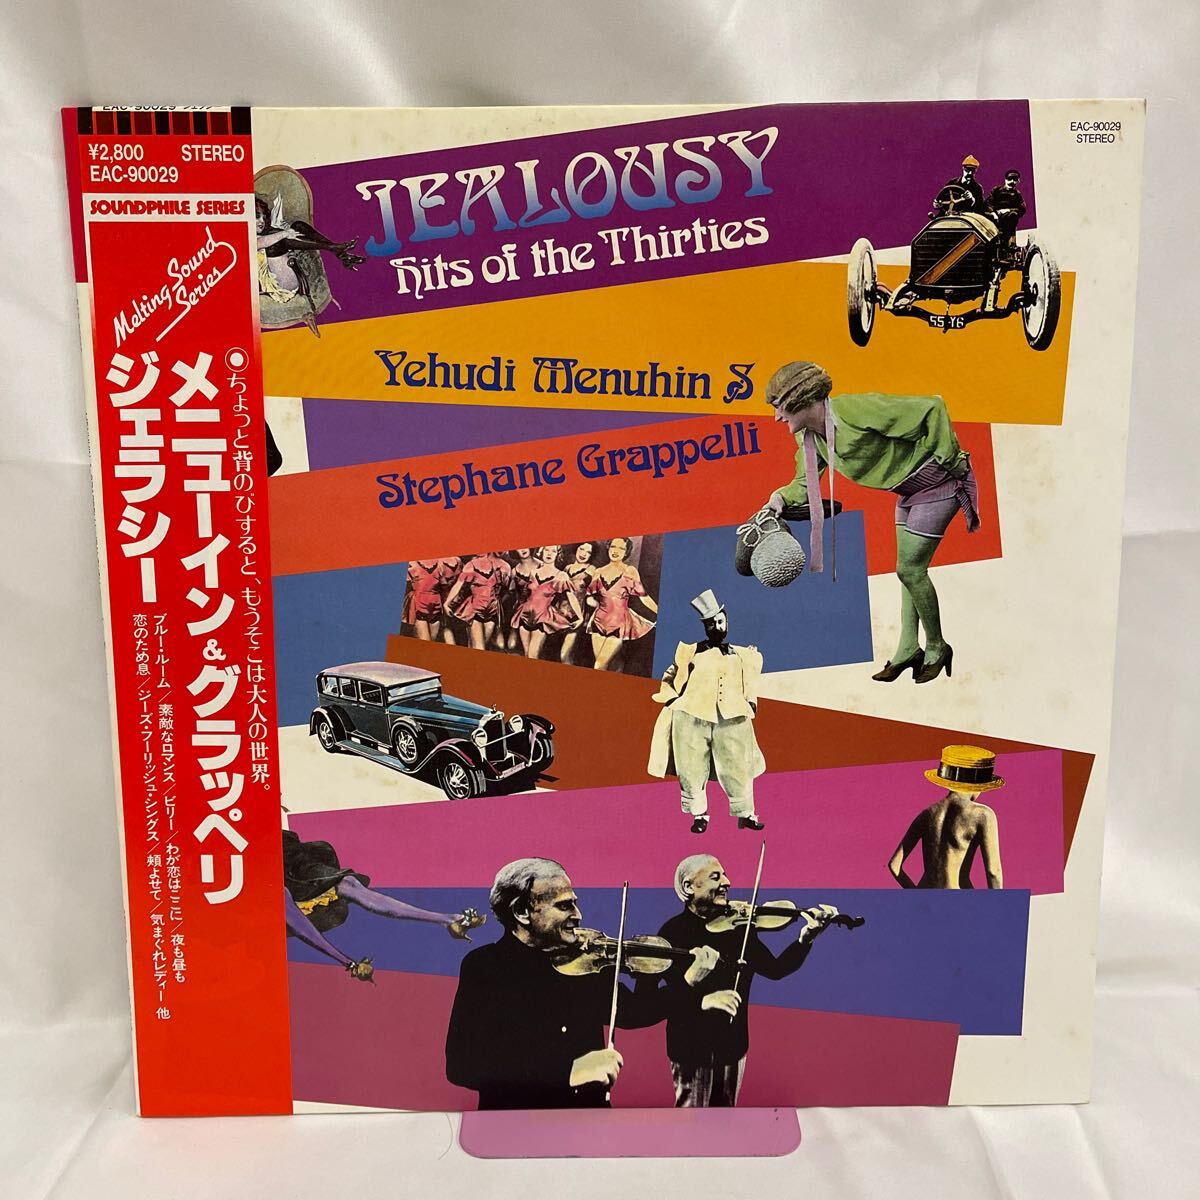 EAC-90029 ジェラシー
¥2,800 STEREO
EAC-90029
SOUNDPHILE SERIES
Melting Sound
Series
●ちょっと背のびすると、もうそこは大人の世界。
メニューイン&グラッペリ
ジェラシー
ブルー・ルーム/素敵なロマンス/ビリー/わが恋はここに/夜も昼も
恋のため息/ジーズ・フーリッシュ・シングス/頬よせて/気まぐれレディー 他
JEALOUSY
hits of the Thirties
Yehudi Menuhin &
Stephane Grappelli
EAC-90029
STEREO
55-Y6